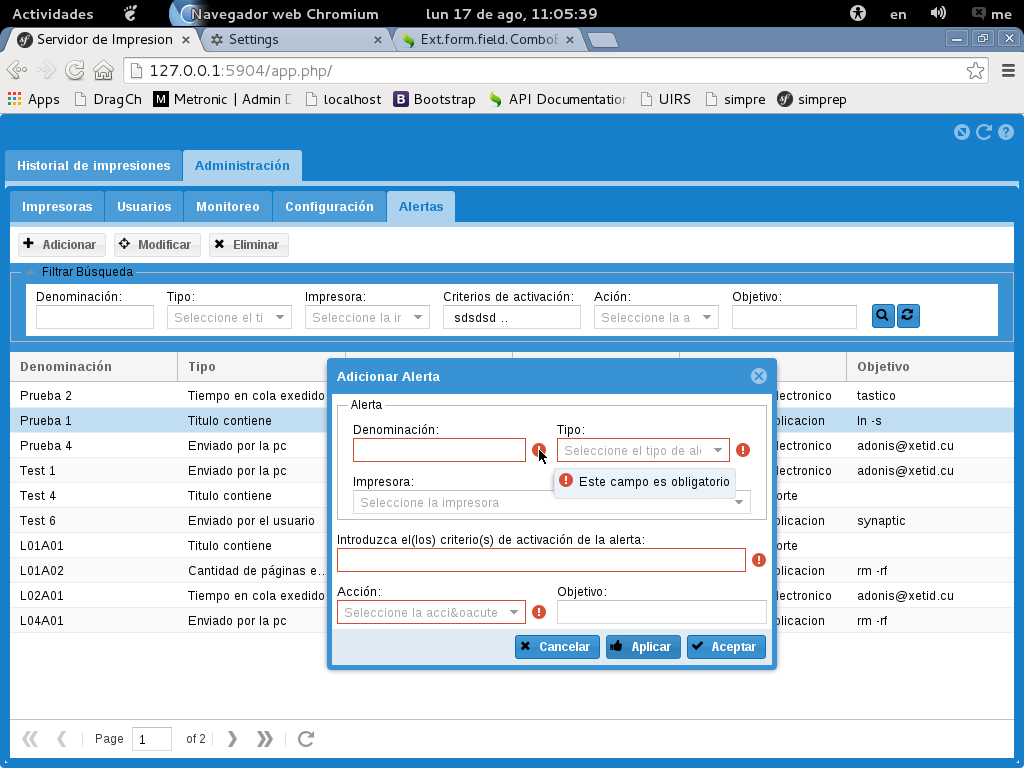 Actividades Navegador web Chromium lun 17 de ago, 11:05:39 en me
Servidor de Impresion Settings Ext.form.field.ComboB
127.0.0.1:5904/app.php/
Apps DragCh Metronic | Admin D localhost Bootstrap API Documentation UIRS simpre simprep
Historial de impresiones Administración
Impresoras Usuarios Monitoreo Configuración Alertas
Adicionar Modificar Eliminar
Filtrar Búsqueda
Denominación: Tipo: Impresora: Criterios de activación: Ación: Objetivo:
Seleccione el ti Seleccione la ir sdsdsd .. Seleccione la a
Denominación Tipo Objetivo
Prueba 2 Tiempo en cola exedido ectronico tastico
Prueba 1 Titulo contiene plicacion ln -s
Prueba 4 Enviado por la pc ectronico adonis@xetid.cu
Test 1 Enviado por la pc ectronico adonis@xetid.cu
Test 4 Titulo contiene orte
Test 6 Enviado por el usuario plicacion synaptic
L01A01 Titulo contiene orte
L01A02 Cantidad de páginas e.. plicacion rm -rf
L02A01 Tiempo en cola exedido ectronico adonis@xetid.cu
L04A01 Enviado por la pc plicacion rm -rf
Adicionar Alerta
Alerta
Denominación: Tipo:
Seleccione el tipo de ale
Este campo es obligatorio
Impresora:
Seleccione la impresora
Introduzca el(los) criterio(s) de activación de la alerta:
Acción: Objetivo:
Seleccione la acci&oacute
Cancelar Aplicar Aceptar
Page 1 of 2